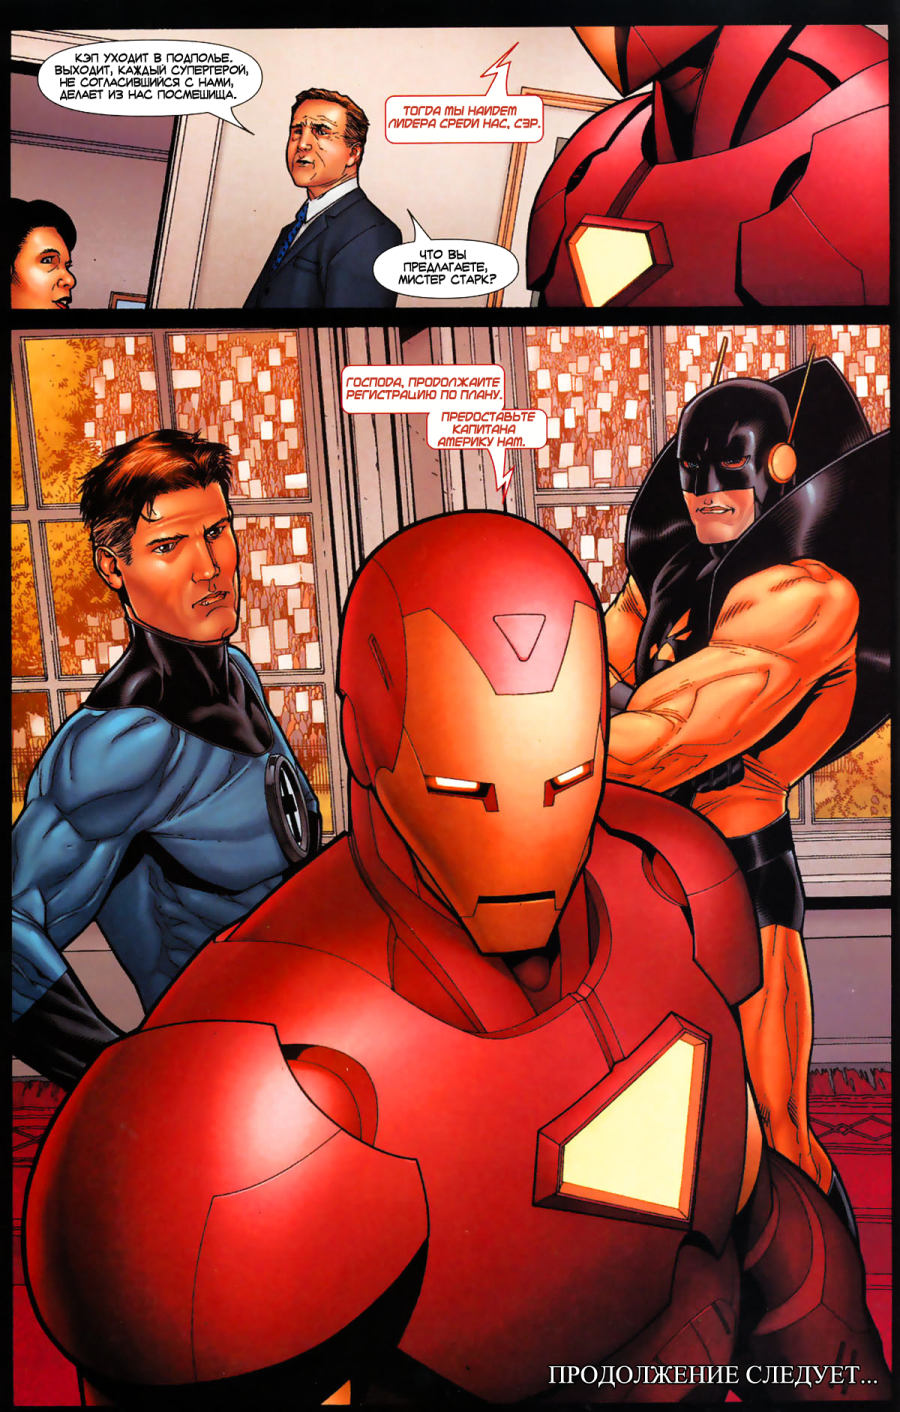 КЭП УХОДИТ В ПОДПОЛЬЕ.
ВЫХОДИТ, КАЖДЫЙ СУПЕРГЕРОЙ,
НЕ СОГЛАСИВШИЙСЯ С НАМИ,
ДЕЛАЕТ ИЗ НАС ПОСМЕШИЩА.
ТОГДА МЫ НАЙДЕМ
ЛИДЕРА СРЕДИ НАС, СЭР.
ЧТО ВЫ
ПРЕДЛАГАЕТЕ,
МИСТЕР СТАРК?
ГОСПОДА, ПРОДОЛЖАЙТЕ
РЕГИСТРАЦИЮ ПО ПЛАНУ.
ПРЕДОСТАВЬТЕ
КАПИТАНА
АМЕРИКУ НАМ.
ПРОДОЛЖЕНИЕ СЛЕДУЕТ...